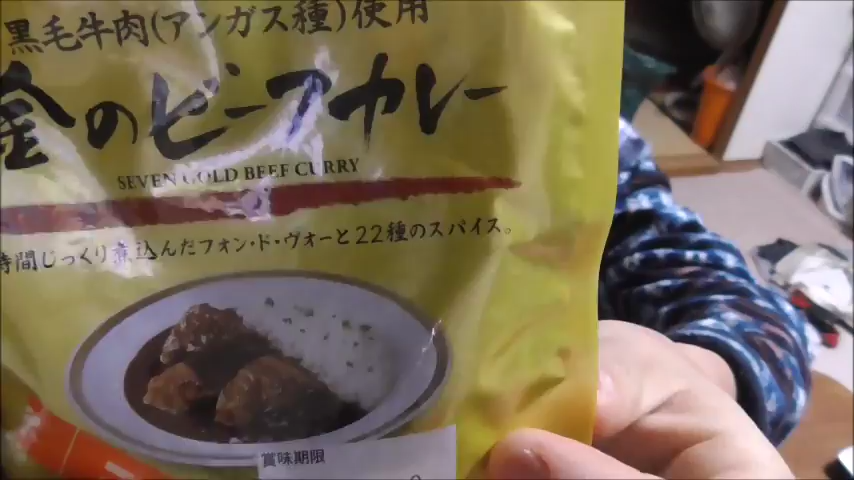 黒毛牛肉(アンガス種)使用
金のビーフカレー
SEVEN GOLD BEEF CURRY
時間じっくり煮込んだフォン・ド・ヴォーと22種のスパイス。
賞味期限